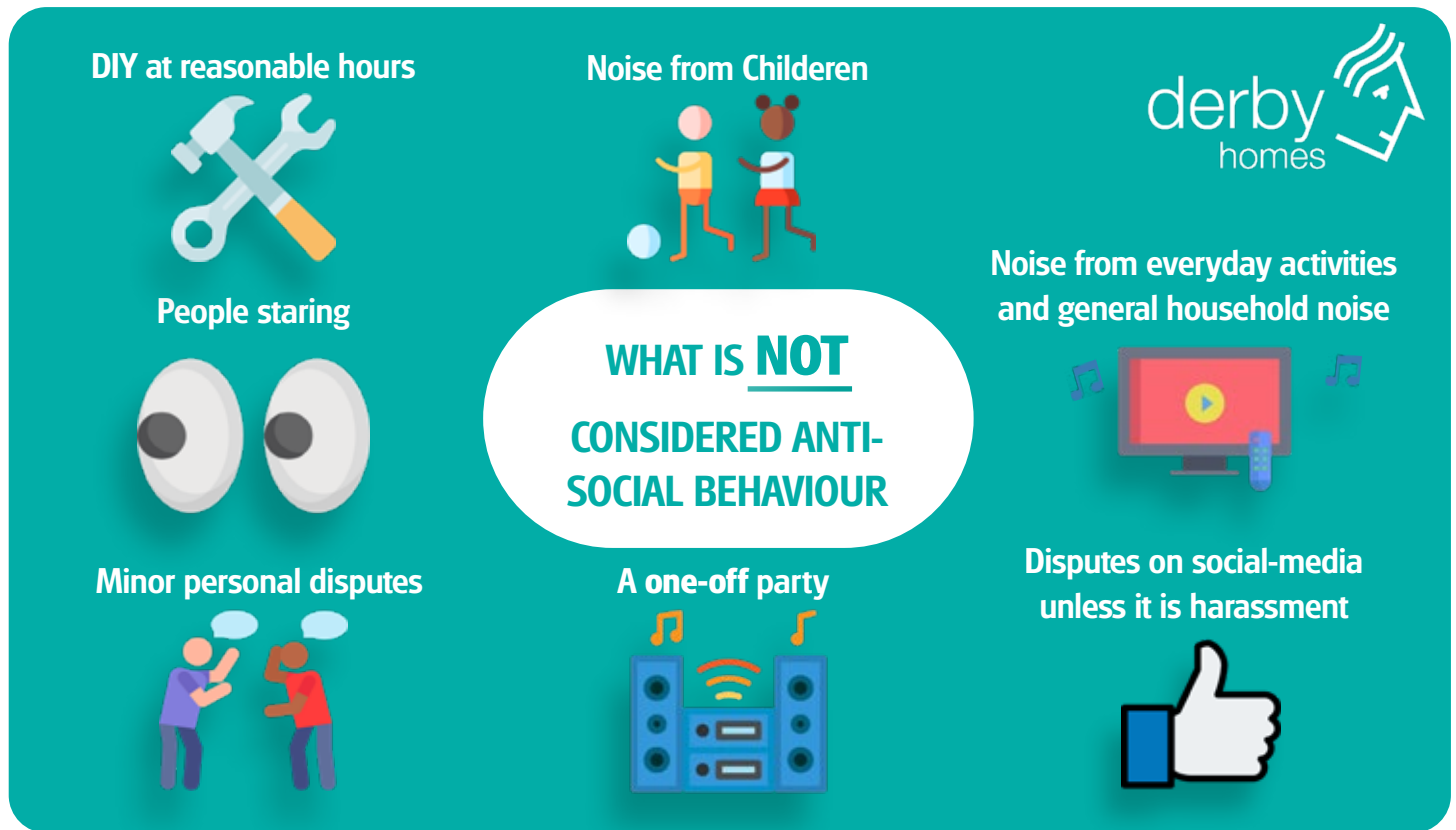 DIY at reasonable hours
Noise from Childeren
derby
homes
People staring
Noise from everyday activities
and general household noise
WHAT IS NOT
CONSIDERED ANTI-
SOCIAL BEHAVIOUR
Minor personal disputes
A one-off party
Disputes on social-media
unless it is harassment